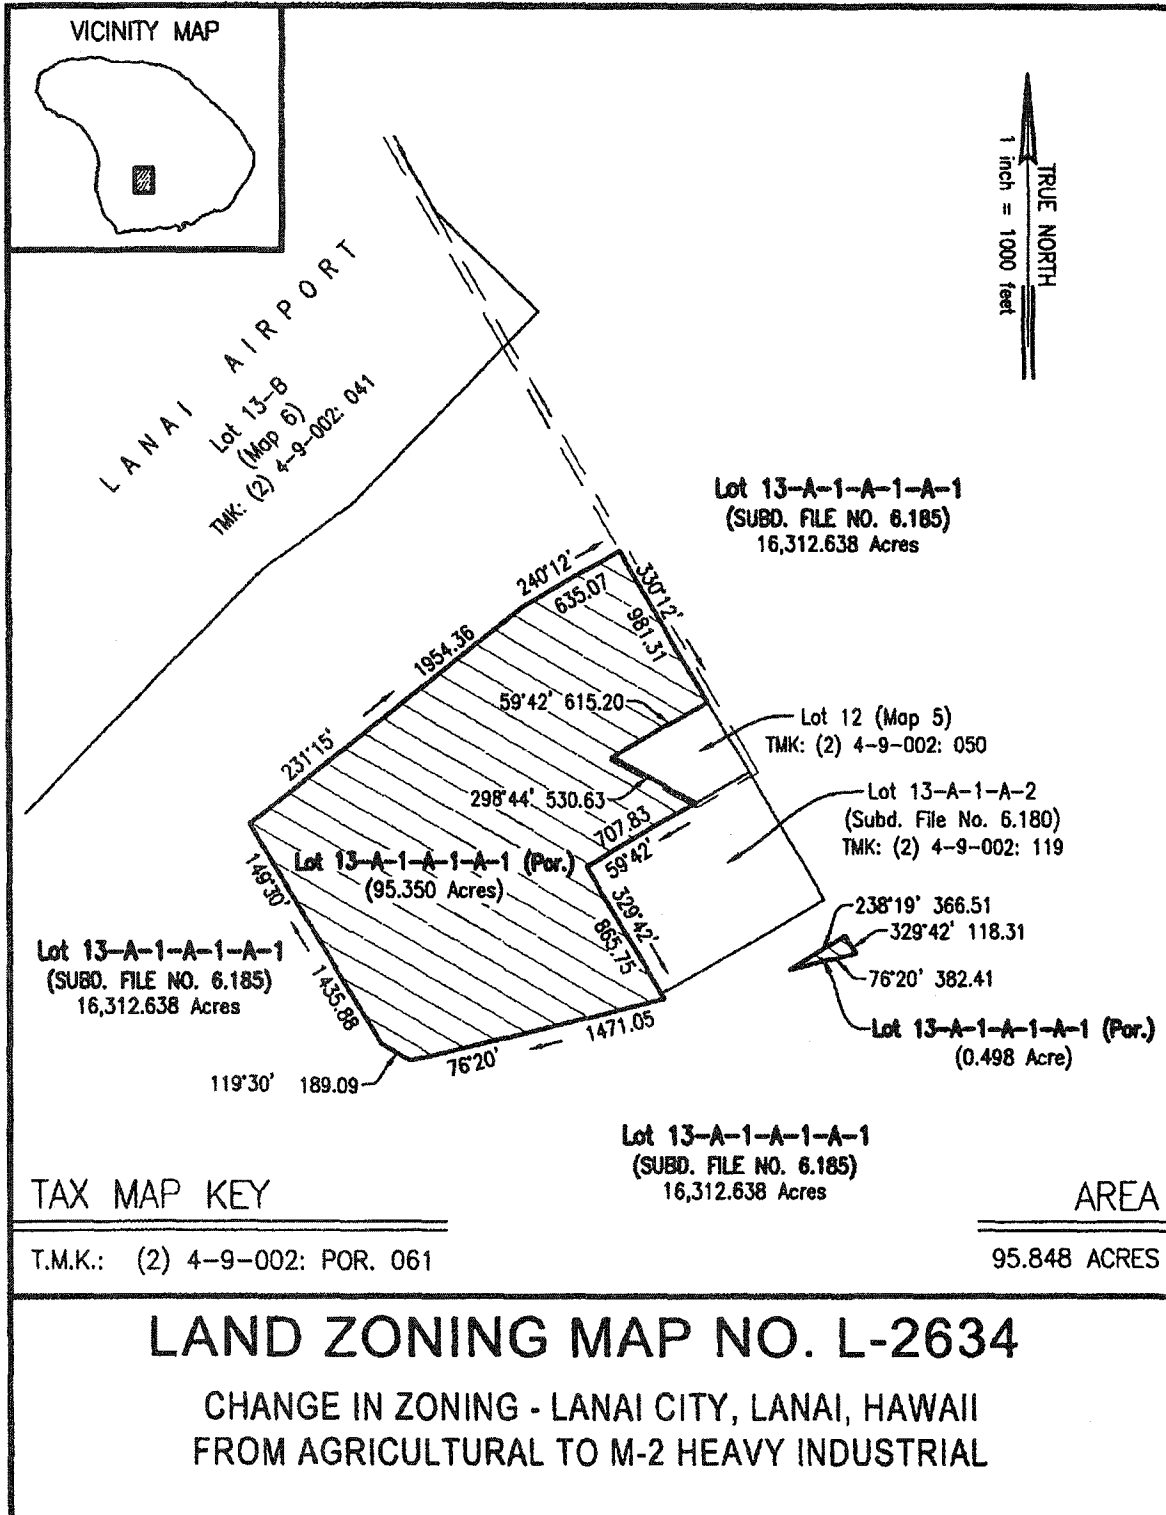 VICINITY MAP
TRUE NORTH
1 inch = 1000 feet
LANAI AIRPORT
Lot 13-B
(Map 6)
TMK: (2) 4-9-002: 041
Lot 13-A-1-A-1-A-1
(SUBD. FILE NO. 6.185)
16,312.638 Acres
240°12'
635.07
330°12'
981.31
1954.36
231°15'
59°42' 615.20
Lot 12 (Map 5)
TMK: (2) 4-9-002: 050
298°44' 530.63
Lot 13-A-1-A-2
(Subd. File No. 6.180)
TMK: (2) 4-9-002: 119
707.83
59°42'
Lot 13-A-1-A-1-A-1 (Por.)
(95.350 Acres)
149°30'
1435.88
329°42'
865.75
238°19' 366.51
329°42' 118.31
76°20' 382.41
Lot 13-A-1-A-1-A-1 (Por.)
(0.498 Acre)
Lot 13-A-1-A-1-A-1
(SUBD. FILE NO. 6.185)
16,312.638 Acres
1471.05
76°20'
119°30' 189.09
Lot 13-A-1-A-1-A-1
(SUBD. FILE NO. 6.185)
16,312.638 Acres
TAX MAP KEY
AREA
T.M.K.: (2) 4-9-002: POR. 061
95.848 ACRES
LAND ZONING MAP NO. L-2634
CHANGE IN ZONING - LANAI CITY, LANAI, HAWAII
FROM AGRICULTURAL TO M-2 HEAVY INDUSTRIAL